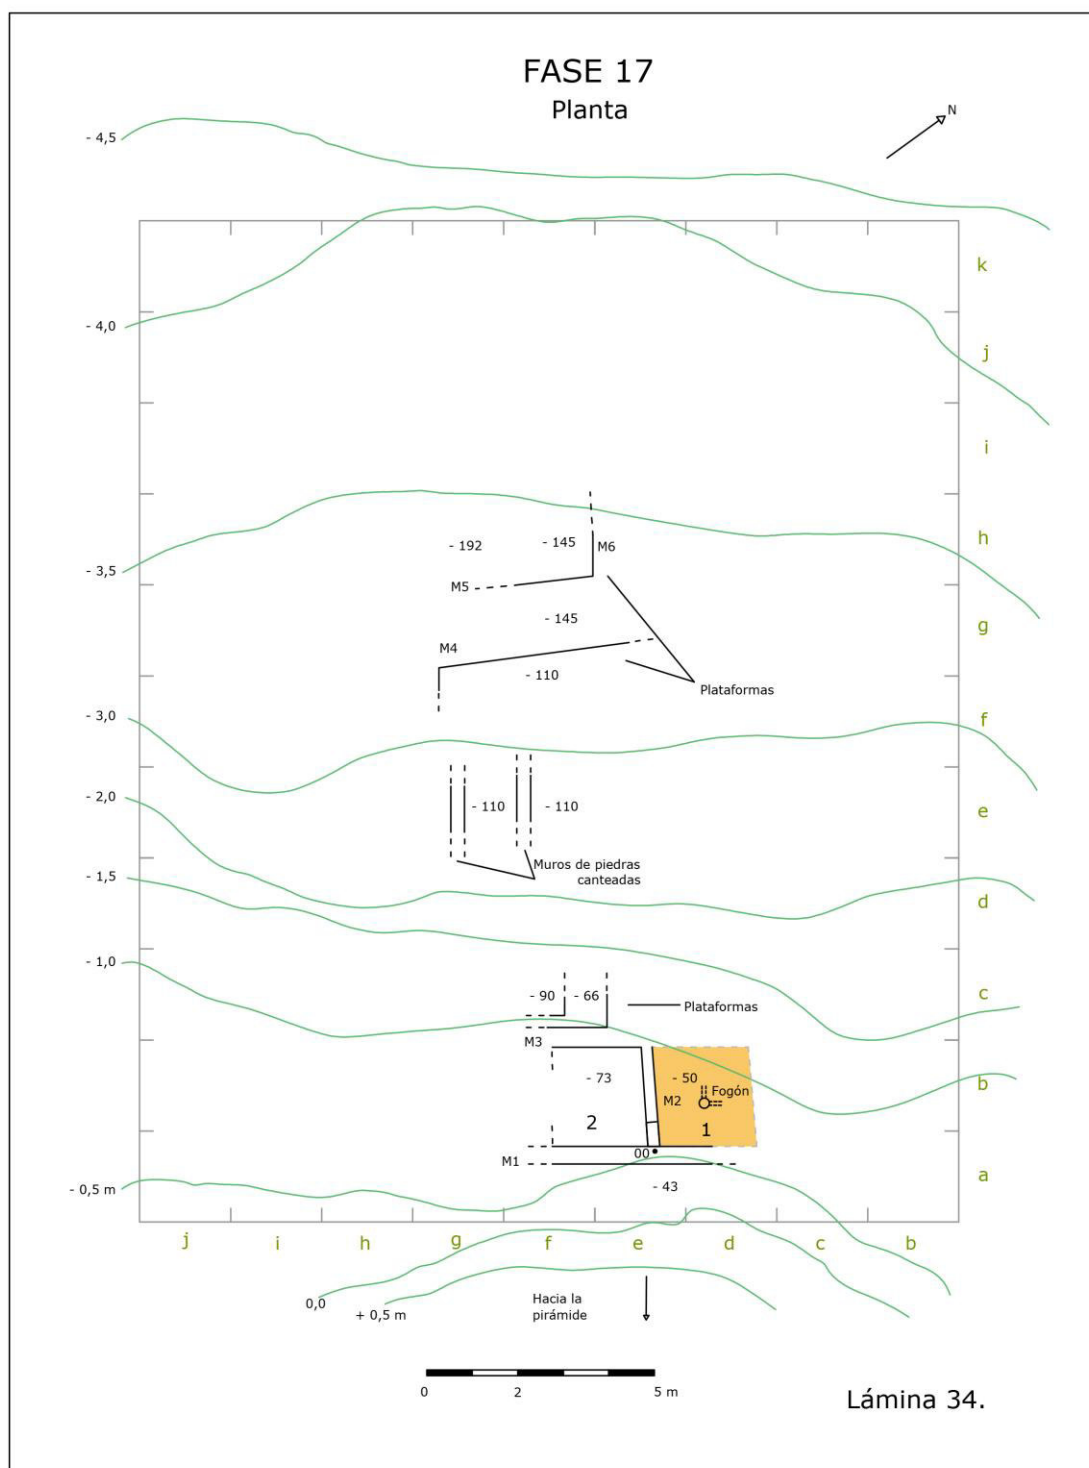 FASE 17
Planta
N
- 4,5
k
- 4,0
j
i
- 192
- 145
M6
h
- 3,5
M5
- 145
g
M4
- 110
Plataformas
- 3,0
f
- 2,0
- 110
- 110
e
Muros de piedras
canteadas
- 1,5
d
- 1,0
- 90
- 66
c
Plataformas
M3
- 73
- 50
b
Fogón
M2
2
1
M1
00
a
- 43
- 0,5 m
j
i
h
g
f
e
d
c
b
0,0
+ 0,5 m
Hacia la
pirámide
0
2
5 m
Lámina 34.